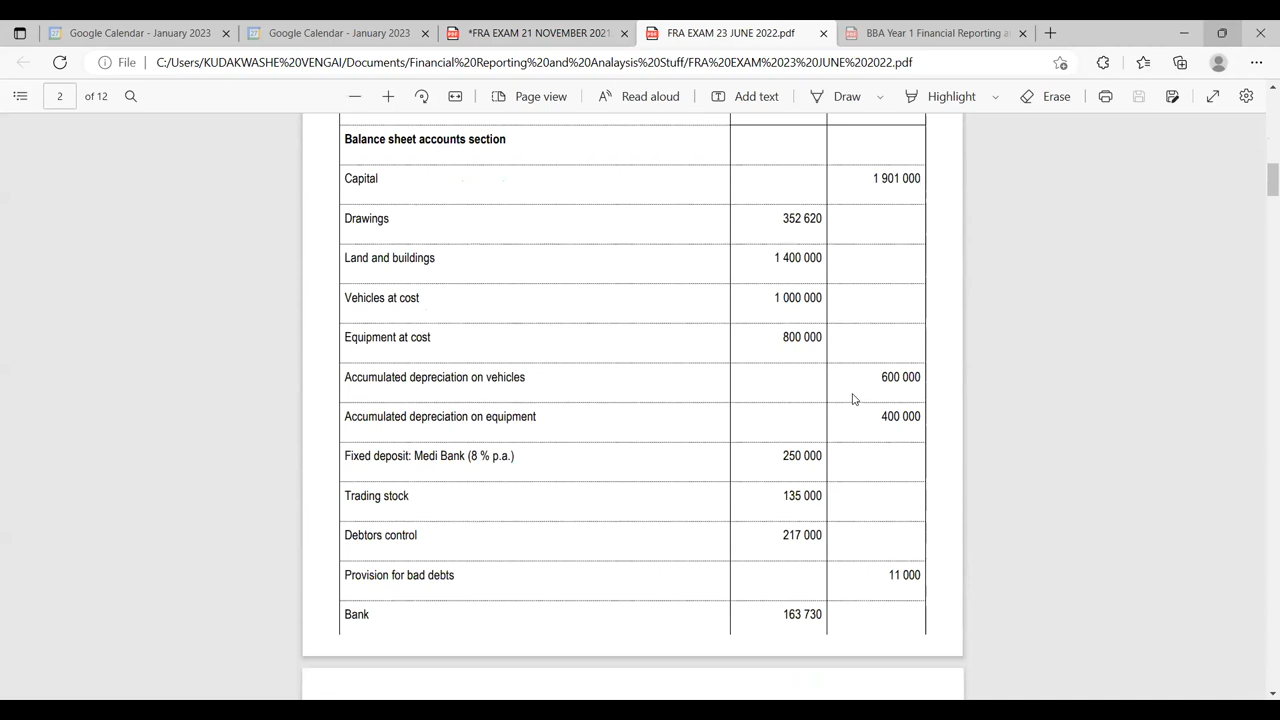 Google Calendar - January 2023
Google Calendar - January 2023
*FRA EXAM 21 NOVEMBER 2021
FRA EXAM 23 JUNE 2022.pdf
BBA Year 1 Financial Reporting a
File
C:/Users/KUDAKWASHE%20VENGAI/Documents/Financial%20Reporting%20and%20Analaysis%20Stuff/FRA%20EXAM%2023%20JUNE%202022.pdf
2 of 12
Page view
Read aloud
Add text
Draw
Highlight
Erase
Balance sheet accounts section
Capital 1 901 000
Drawings 352 620
Land and buildings 1 400 000
Vehicles at cost 1 000 000
Equipment at cost 800 000
Accumulated depreciation on vehicles 600 000
Accumulated depreciation on equipment 400 000
Fixed deposit: Medi Bank (8 % p.a.) 250 000
Trading stock 135 000
Debtors control 217 000
Provision for bad debts 11 000
Bank 163 730